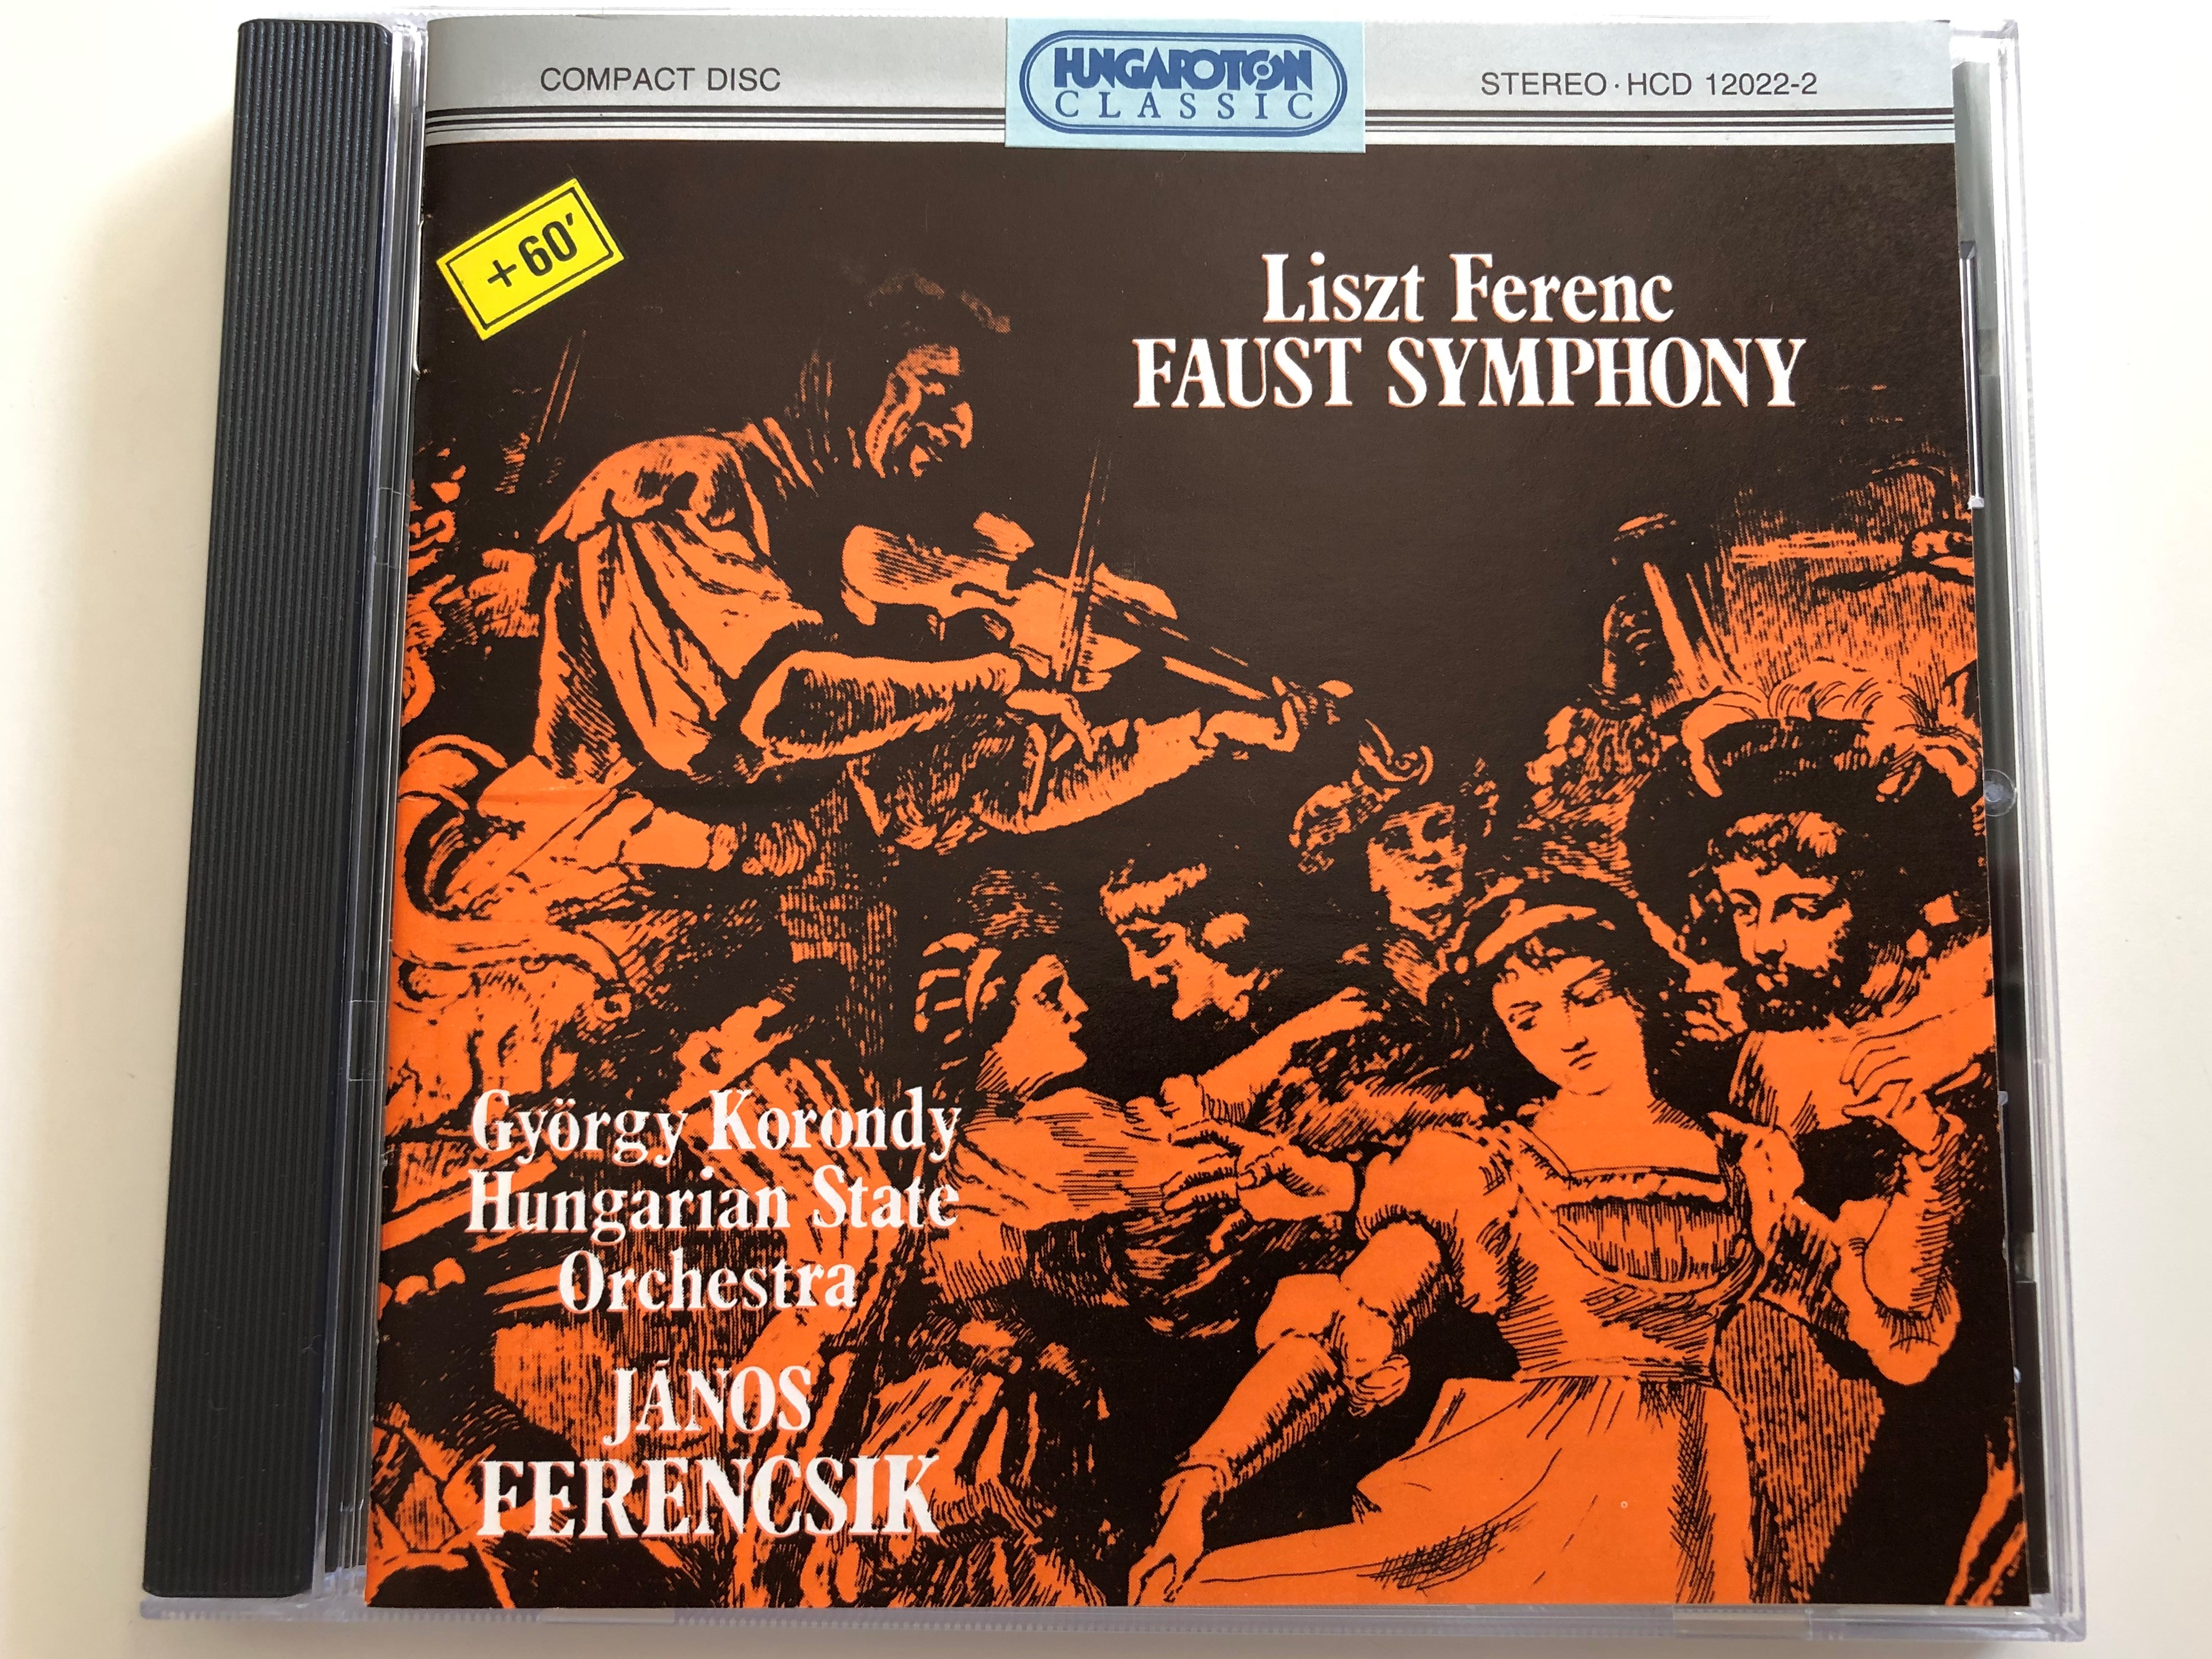 COMPACT DISC
HUNGAROTON
CLASSIC
STEREO · HCD 12022-2
+60'
Liszt Ferenc
FAUST SYMPHONY
György Korondy
Hungarian State
Orchestra
JÁNOS
FERENCSIK